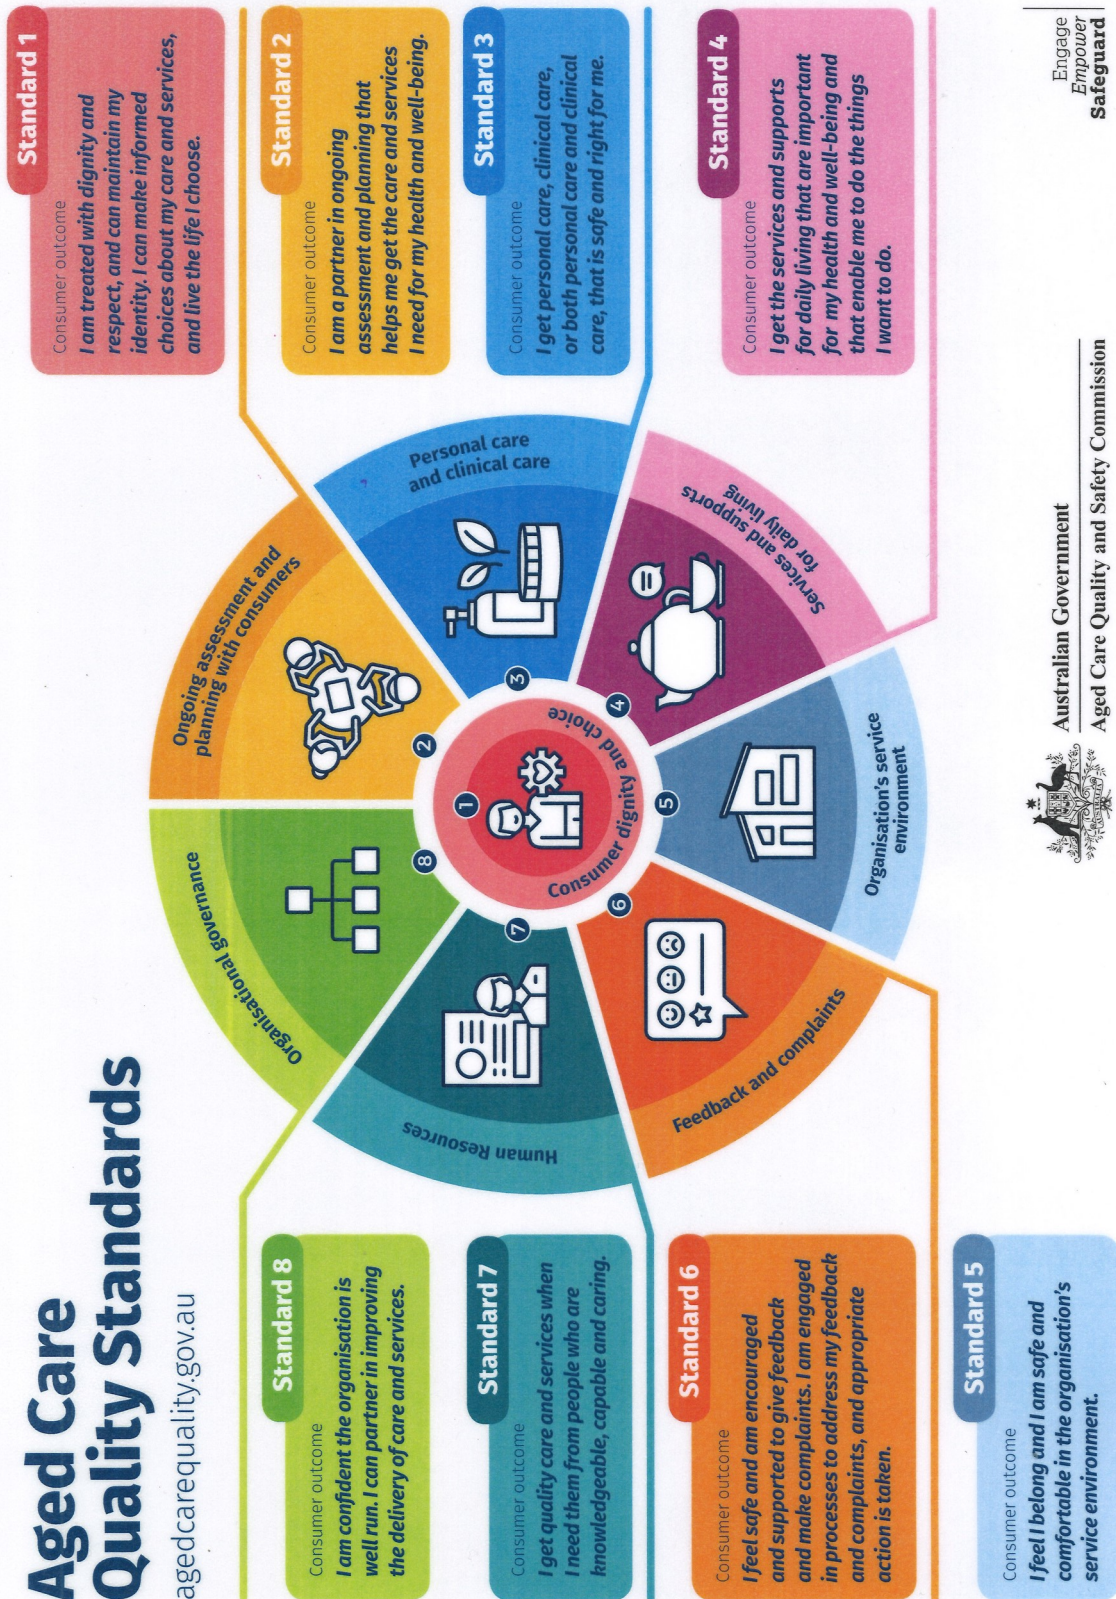 Aged Care
Quality Standards
agedcarequality.gov.au
Standard 1
Consumer outcome
I am treated with dignity and
respect, and can maintain my
identity. I can make informed
choices about my care and services,
and live the life I choose.
Standard 2
Consumer outcome
I am a partner in ongoing
assessment and planning that
helps me get the care and services
I need for my health and well-being.
Standard 3
Consumer outcome
I get personal care, clinical care,
or both personal care and clinical
care, that is safe and right for me.
Standard 4
Consumer outcome
I get the services and supports
for daily living that are important
for my health and well-being and
that enable me to do the things
I want to do.
Standard 8
Consumer outcome
I am confident the organisation is
well run. I can partner in improving
the delivery of care and services.
Standard 7
Consumer outcome
I get quality care and services when
I need them from people who are
knowledgeable, capable and caring.
Standard 6
Consumer outcome
I feel safe and am encouraged
and supported to give feedback
and make complaints. I am engaged
in processes to address my feedback
and complaints, and appropriate
action is taken.
Standard 5
Consumer outcome
I feel I belong and I am safe and
comfortable in the organisation's
service environment.
1
Consumer dignity and choice
2
Ongoing assessment and
planning with consumers
3
Personal care
and clinical care
4
Services and supports
for daily living
5
Organisation's service
environment
6
Feedback and complaints
7
Human Resources
8
Organisational governance
AUSTRALIA
Australian Government
Aged Care Quality and Safety Commission
Engage
Empower
Safeguard